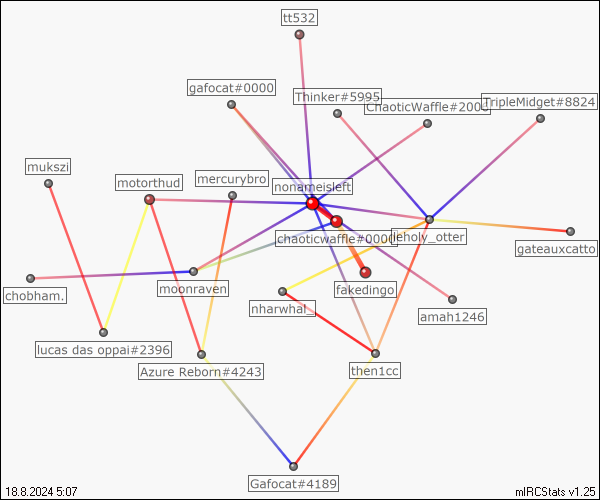 tt532
gafocat#0000
Thinker#5995
ChaoticWaffle#2000
TripleMidget#8824
mukszi
motorthud
mercurybro
nonameisleft
chaoticwaffle#0000
leholy_otter
gateauxcatto
chobham.
moonraven
fakedingo
nharwhal_
amah1246
lucas das oppai#2396
Azure Reborn#4243
then1cc
Gafocat#4189
18.8.2024 5:07
mIRCStats v1.25